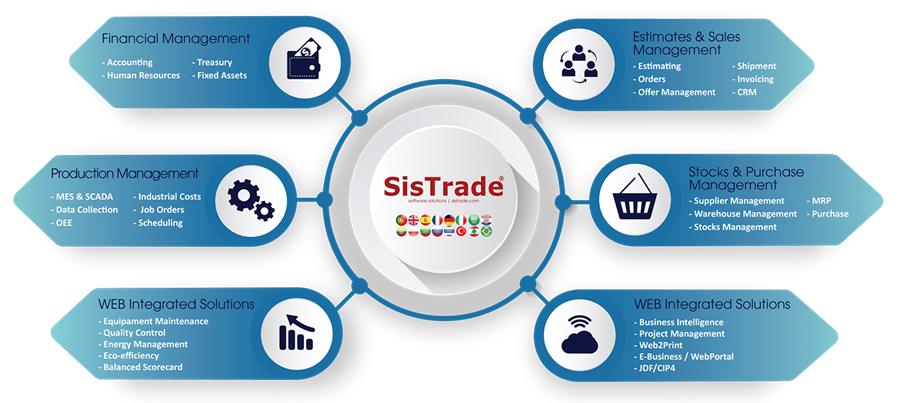 Financial Management
- Accounting
- Treasury
- Human Resources
- Fixed Assets
Estimates & Sales
Management
- Estimating
- Shipment
- Orders
- Invoicing
- Offer Management
- CRM
Production Management
- MES & SCADA
- Industrial Costs
- Data Collection
- Job Orders
- OEE
- Scheduling
SisTrade®
software solutions | sistrade.com
Stocks & Purchase
Management
- Supplier Management
- MRP
- Warehouse Management
- Purchase
- Stocks Management
WEB Integrated Solutions
- Equipament Maintenance
- Quality Control
- Energy Management
- Eco-efficiency
- Balanced Scorecard
WEB Integrated Solutions
- Business Intelligence
- Project Management
- Web2Print
- E-Business / WebPortal
- JDF/CIP4